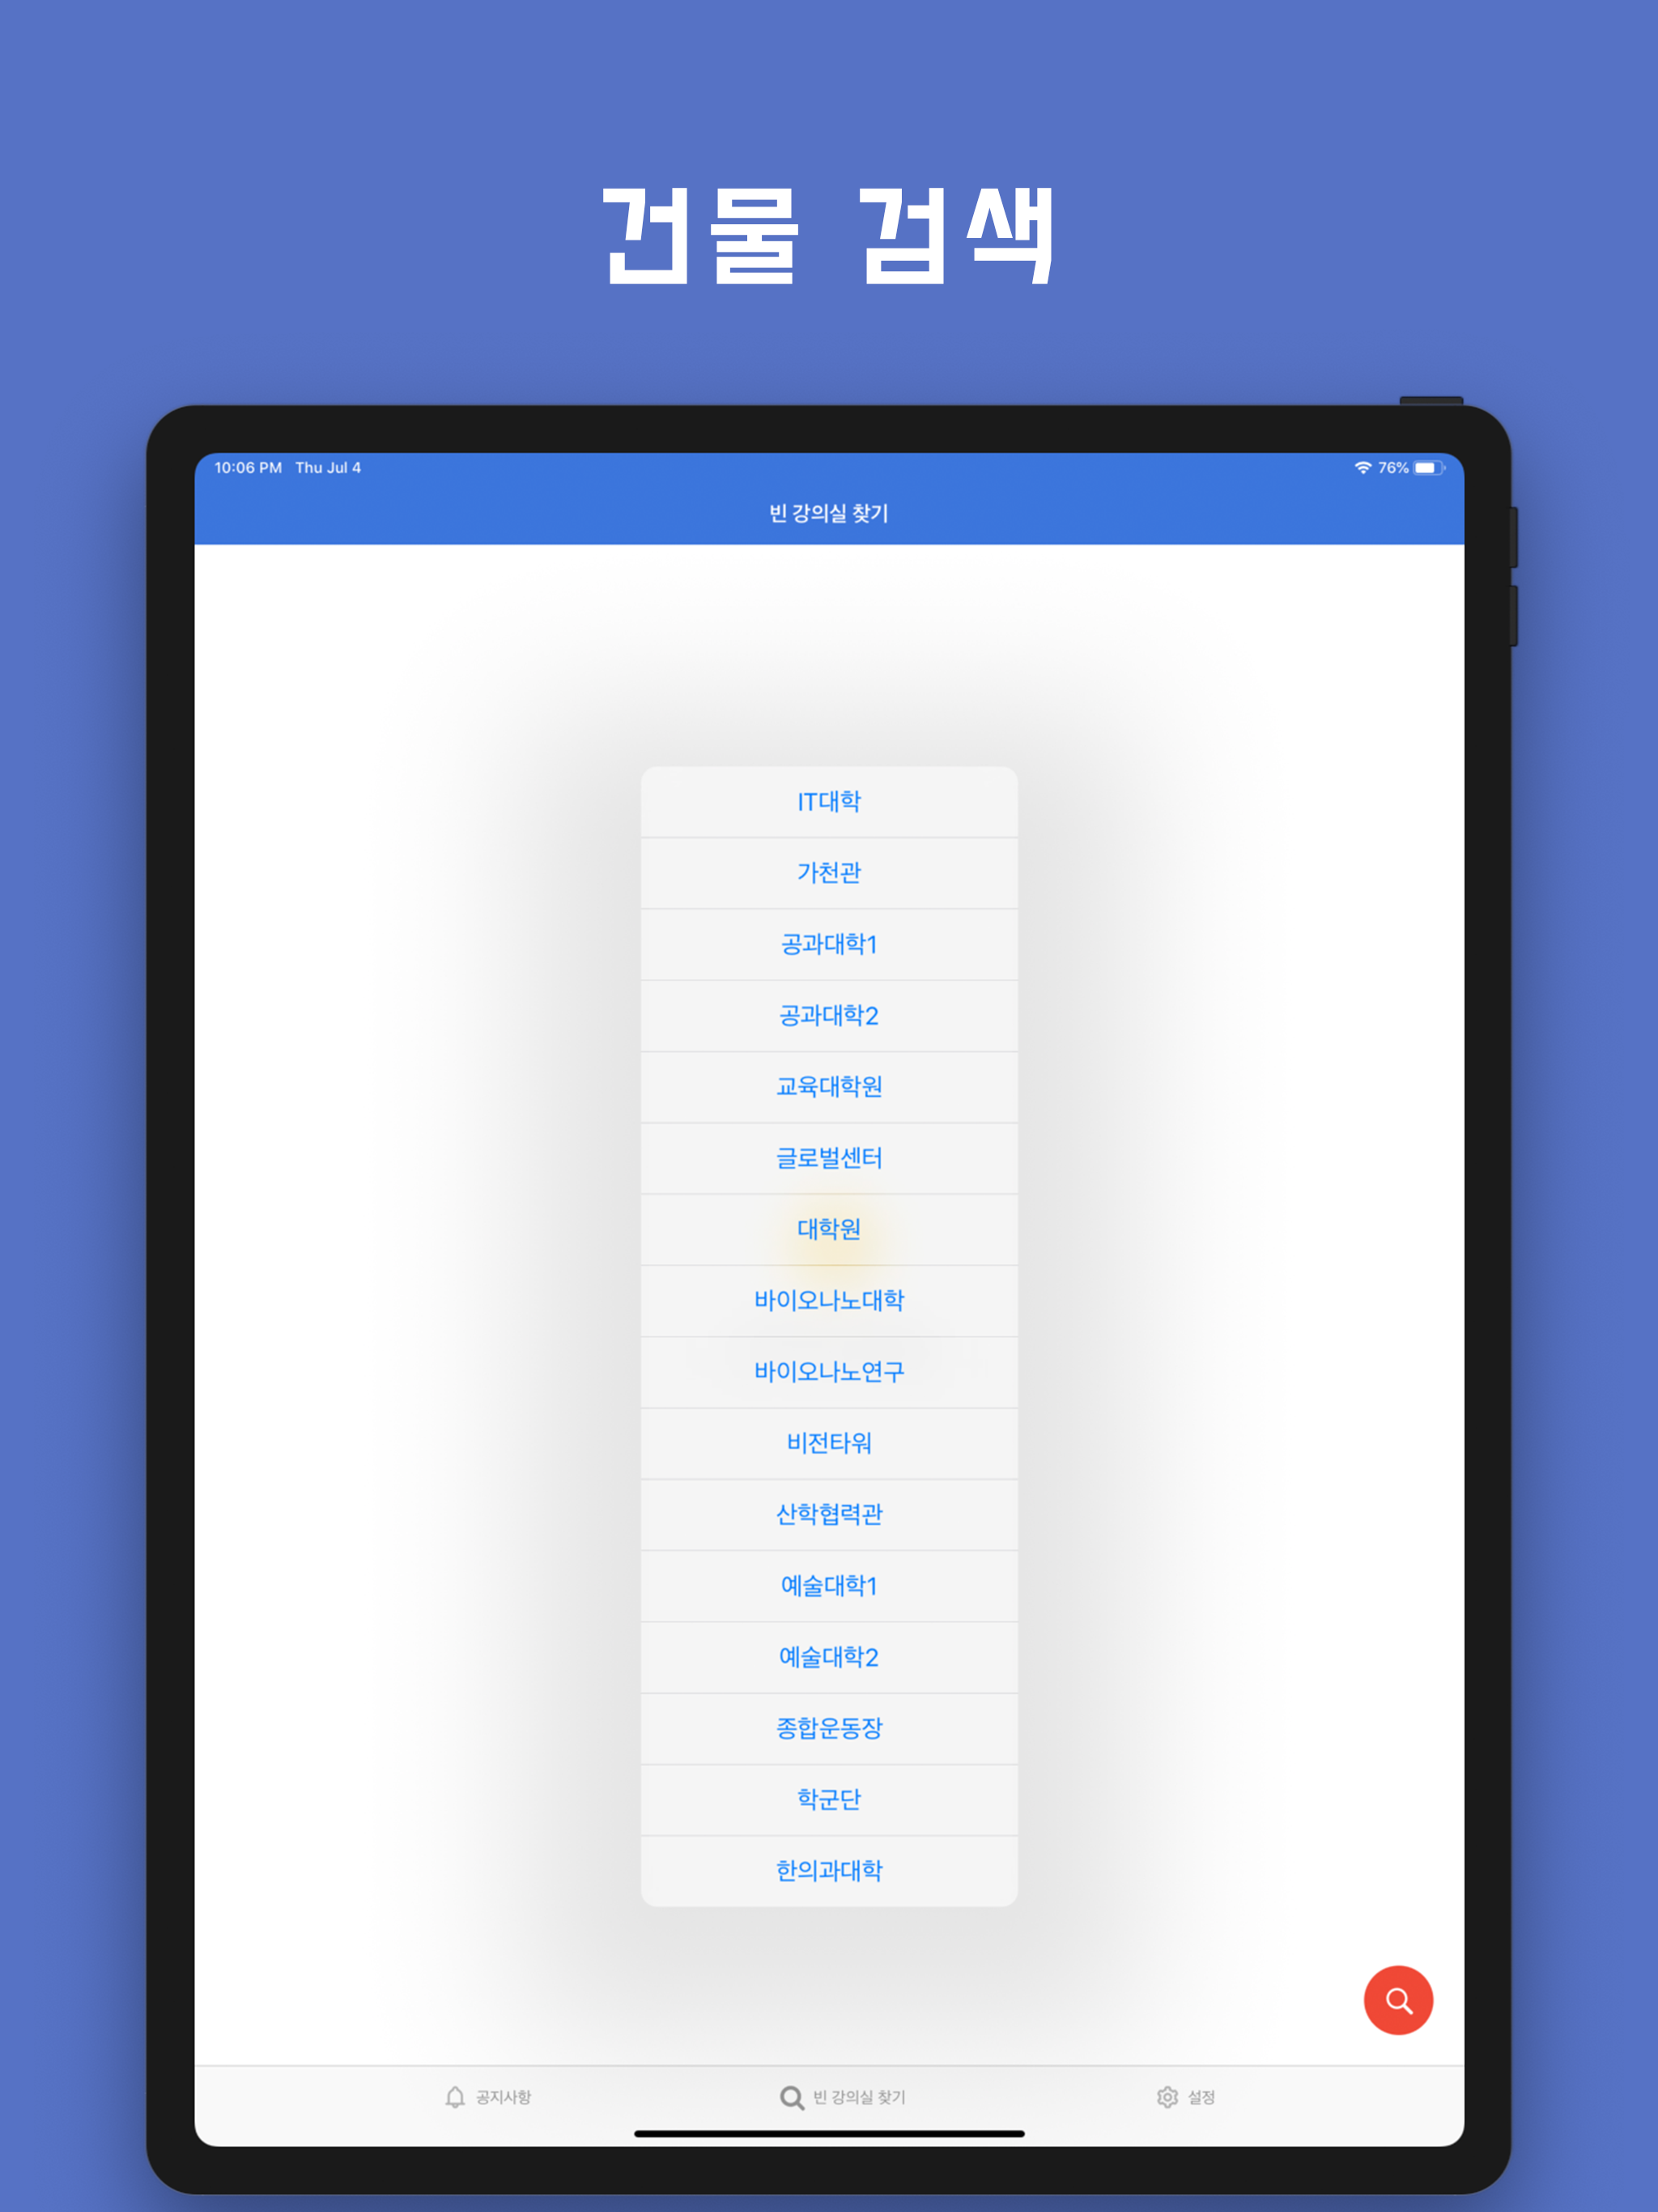 건물 검색
10:06 PM Thu Jul 4 76%
빈 강의실 찾기
IT대학
가천관
공과대학1
공과대학2
교육대학원
글로벌센터
대학원
바이오나노대학
바이오나노연구
비전타워
산학협력관
예술대학1
예술대학2
종합운동장
학군단
한의과대학
공지사항 빈 강의실 찾기 설정